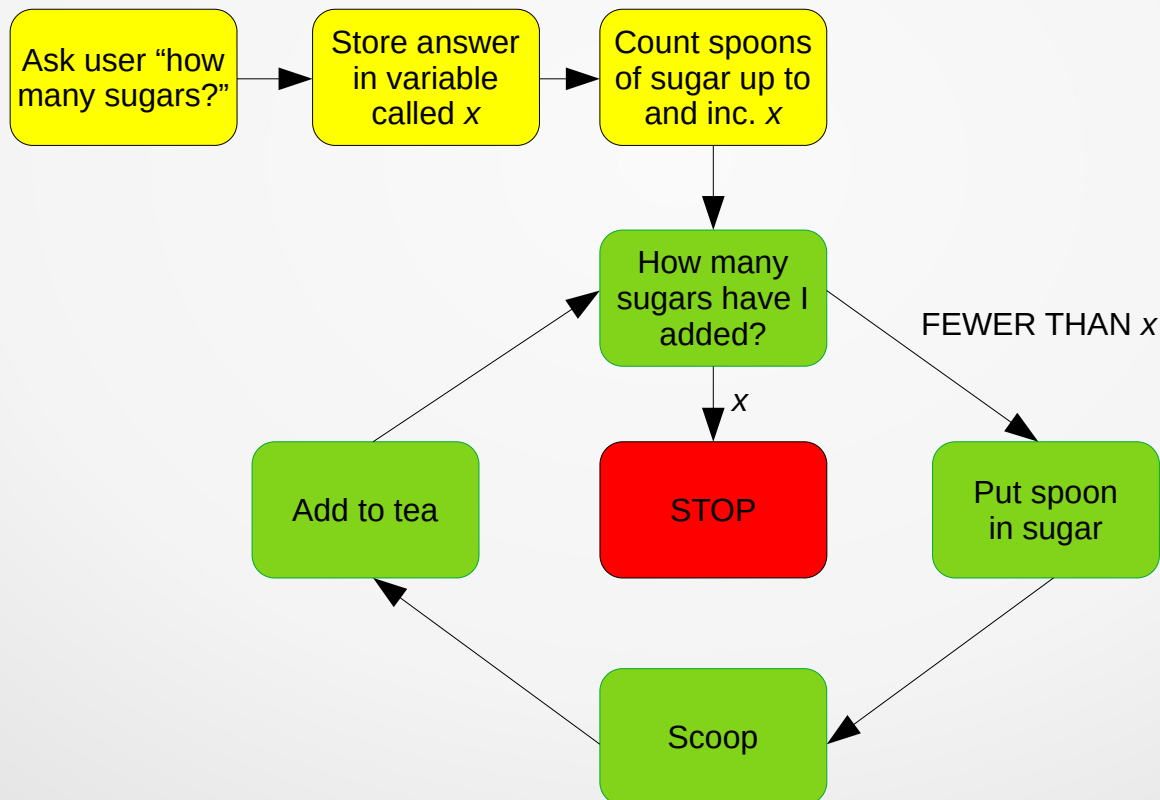 Ask user “how
many sugars?”
Store answer
in variable
called x
Count spoons
of sugar up to
and inc. x
How many
sugars have I
added?
FEWER THAN x
x
Add to tea
STOP
Put spoon
in sugar
Scoop